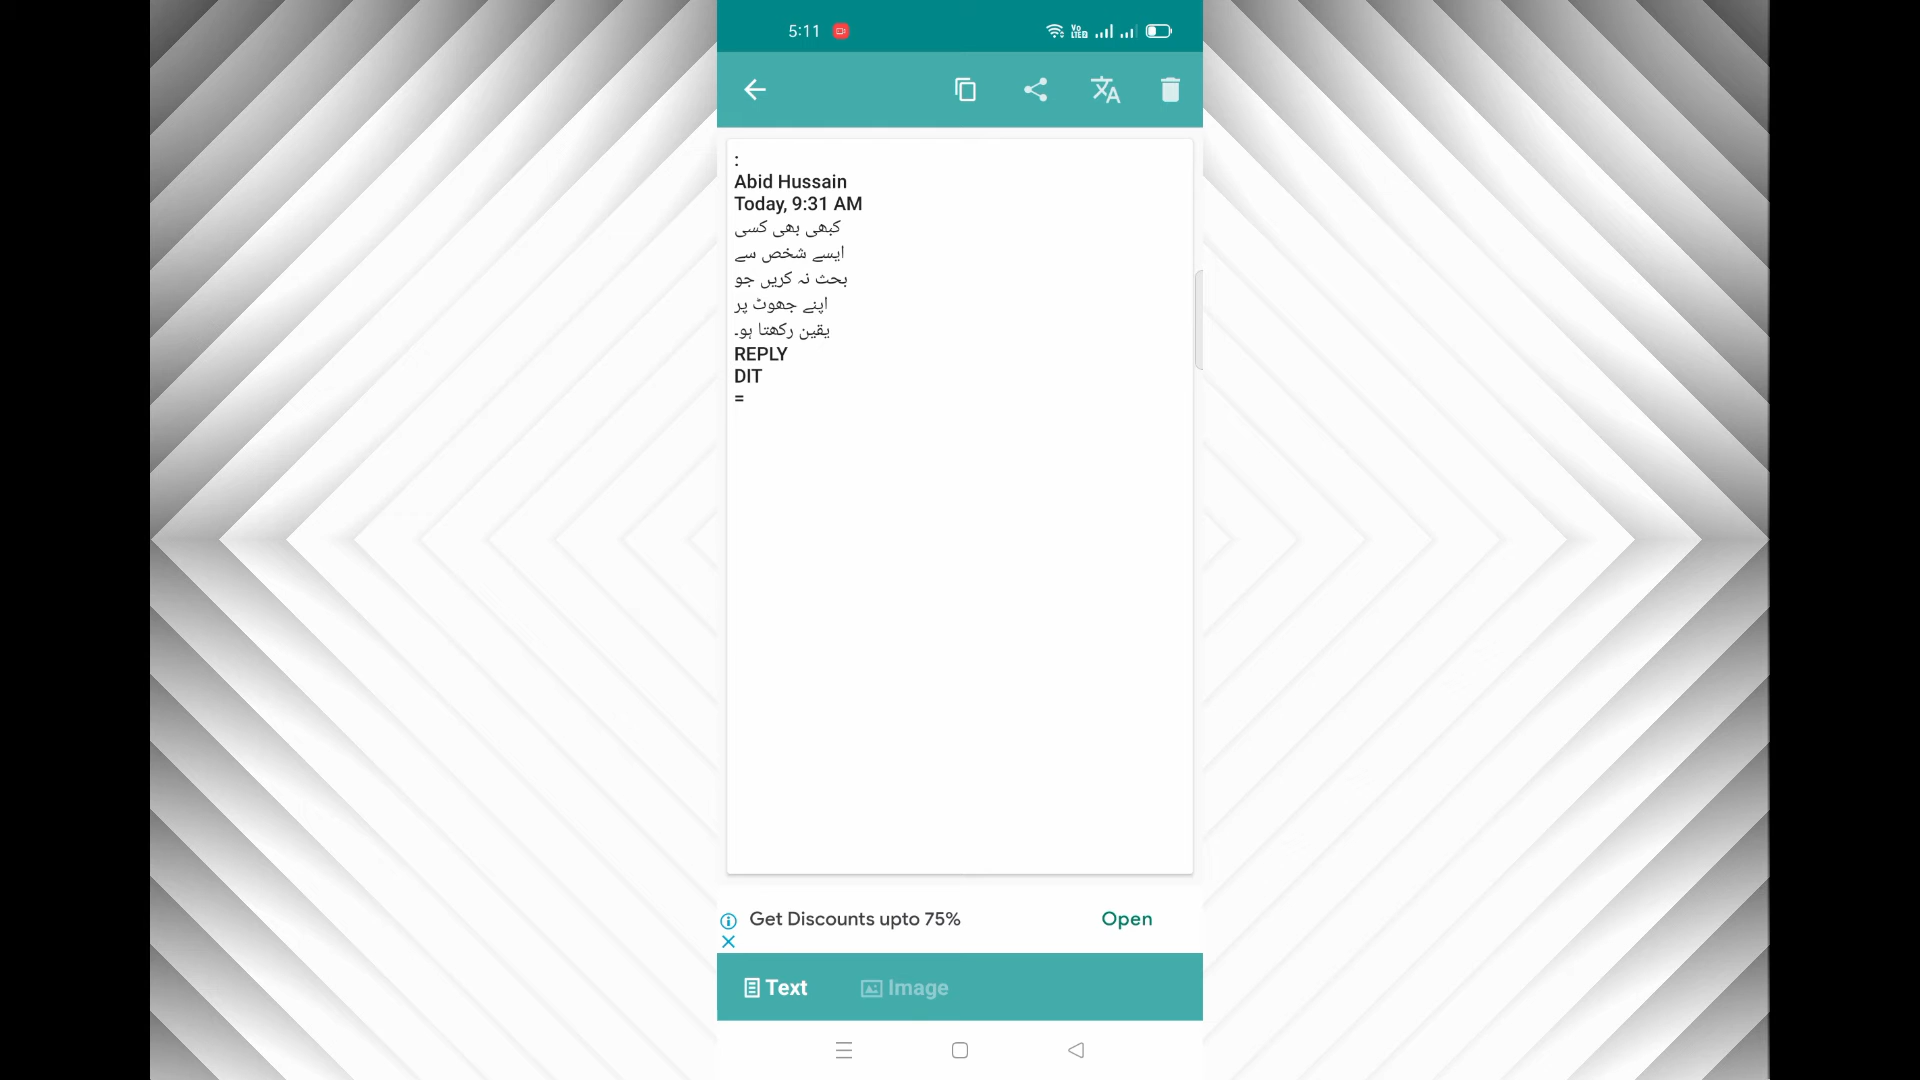 5:11
:
Abid Hussain
Today, 9:31 AM
کبھی بھی کسی
ایسے شخص سے
بحث نہ کریں جو
اپنے جھوٹ پر
یقین رکھتا ہو۔
REPLY
DIT
=
Get Discounts upto 75%
Open
Text
Image